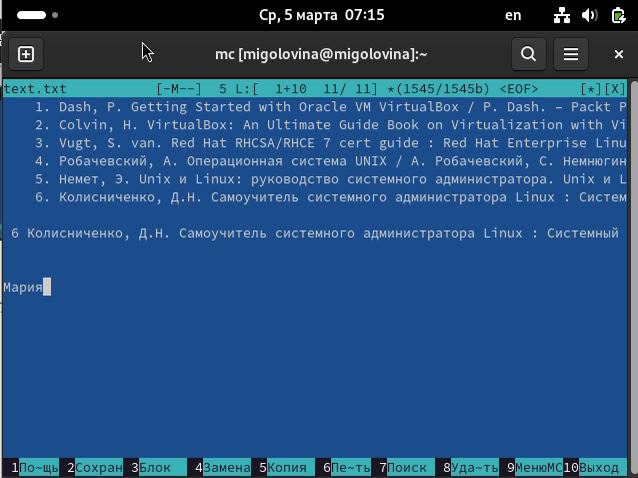 Ср, 5 марта 07:15 en
mc [migolovina@migolovina]:~
text.txt [-M--] 5 L:[ 1+10 11/ 11] *(1545/1545b) <EOF> [*][X]
1. Dash, P. Getting Started with Oracle VM VirtualBox / P. Dash. – Packt P
2. Colvin, H. VirtualBox: An Ultimate Guide Book on Virtualization with Vi
3. Vugt, S. van. Red Hat RHCSA/RHCE 7 cert guide : Red Hat Enterprise Linu
4. Робачевский, А. Операционная система UNIX / А. Робачевский, С. Немнюгин
5. Немет, Э. Unix и Linux: руководство системного администратора. Unix и L
6. Колисниченко, Д.Н. Самоучитель системного администратора Linux : Систем
6 Колисниченко, Д.Н. Самоучитель системного администратора Linux : Системный
Мария
1По~щь 2Сохран 3Блок 4Замена 5Копия 6Пе~ть 7Поиск 8Уда~ть 9МенюMC 10Выход